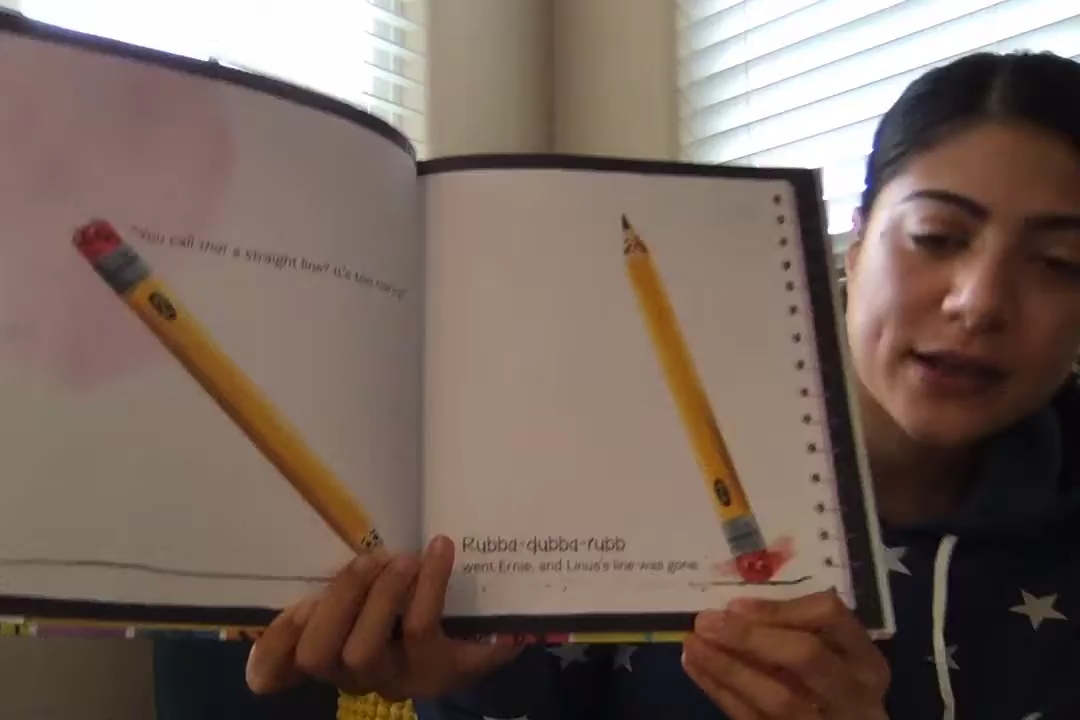 "You call that a straight line? It's too curvy."
Rubba-dubba-rubb
went Ernie, and Linus's line was gone.